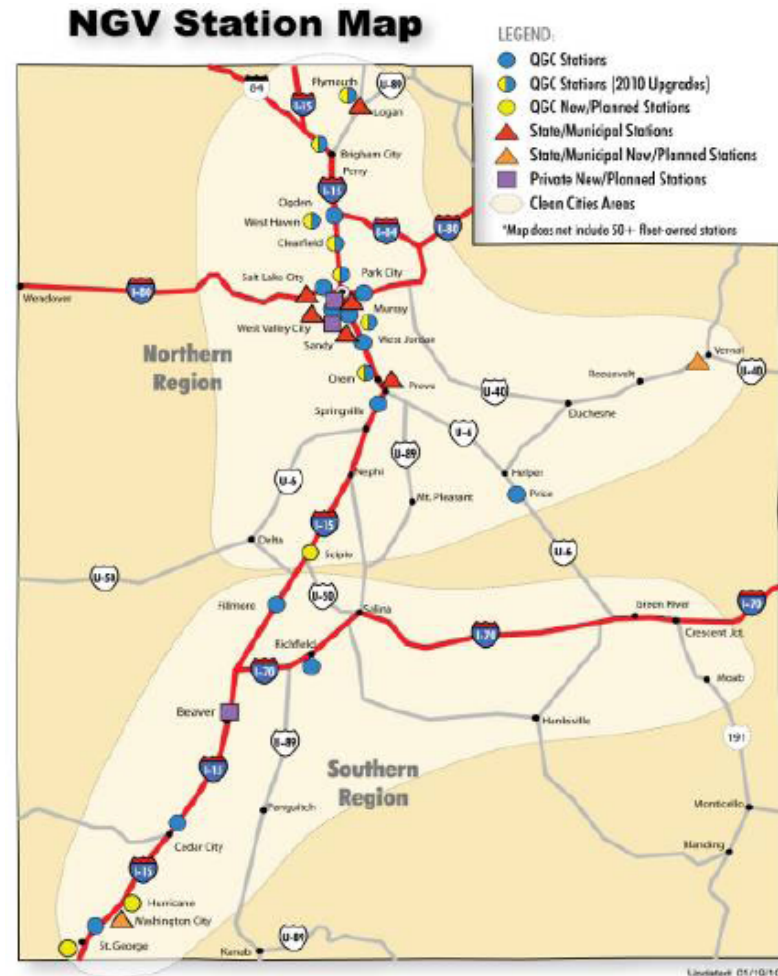 NGV Station Map
LEGEND:
QGC Stations
QGC Stations (2010 Upgrades)
QGC New/Planned Stations
State/Municipal Stations
State/Municipal New/Planned Stations
Private New/Planned Stations
Clean Cities Areas
*Map does not include 50+ fleet-owned stations
84
I-15
Plymouth
U-89
Logan
Brigham City
Perry
I-15
Ogden
West Haven
I-84
I-80
Clearfield
Salt Lake City
Park City
Wendover
I-80
Murray
West Valley City
West Jordan
Sandy
Northern
Region
Orem
Provo
Vernal
Roosevelt
U-40
U-40
Duchesne
Springville
U-6
U-89
Nephi
Helper
U-6
Price
Mt. Pleasant
I-15
Delta
Scipio
U-6
U-50
U-50
Fillmore
Salina
Green River
I-70
Richfield
I-70
Crescent Jct.
I-70
Moab
Beaver
Hanksville
U-89
191
I-15
Southern
Region
Panguitch
Monticello
Cedar City
Blanding
I-15
Hurricane
Washington City
St. George
Kanab
U-89
Updated